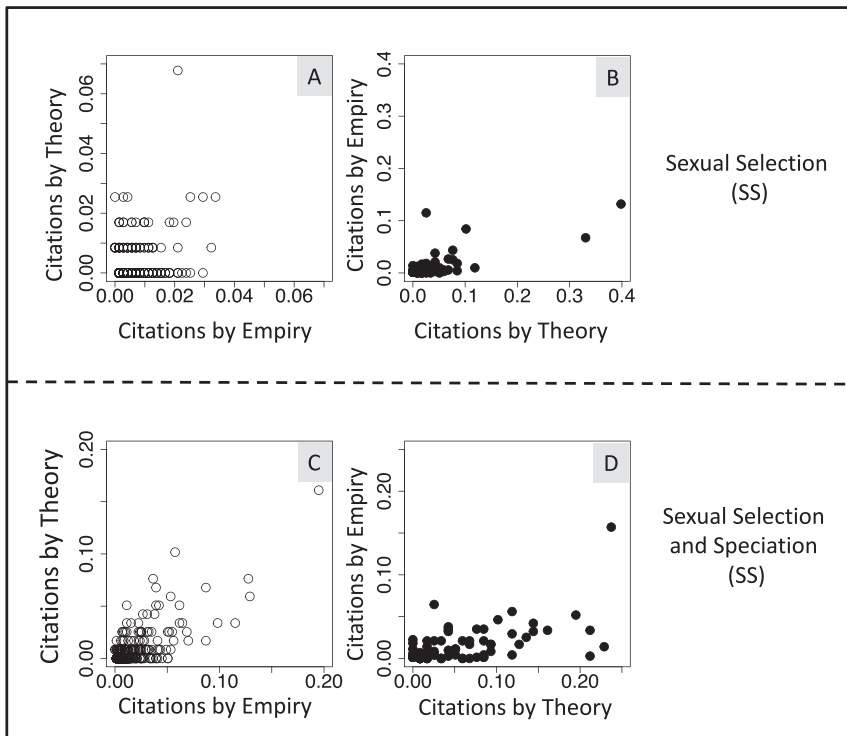 A
Citations by Theory
0.06
0.04
0.02
0.00
0.00 0.02 0.04 0.06
Citations by Empiry
B
Citations by Empiry
0.4
0.3
0.2
0.1
0.0
0.0 0.1 0.2 0.3 0.4
Citations by Theory
Sexual Selection
(SS)
C
Citations by Theory
0.20
0.10
0.00
0.00 0.10 0.20
Citations by Empiry
D
Citations by Empiry
0.20
0.10
0.00
0.00 0.10 0.20
Citations by Theory
Sexual Selection
and Speciation
(SS)